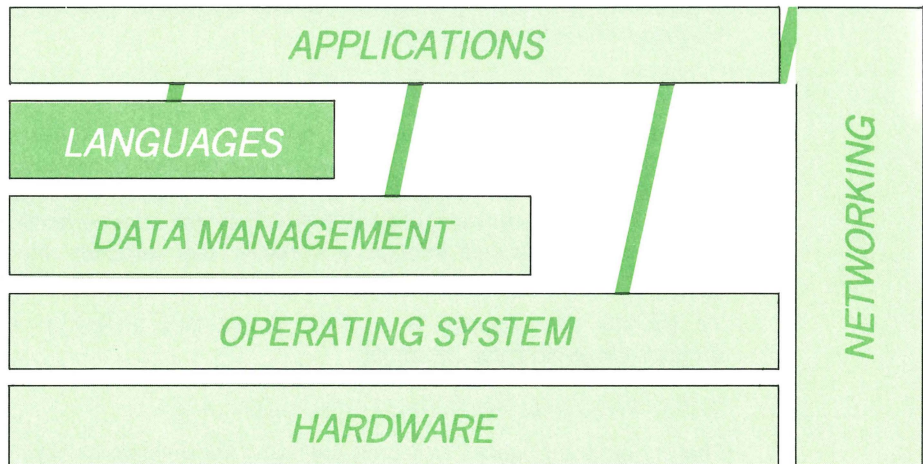 APPLICATIONS
LANGUAGES
DATA MANAGEMENT
OPERATING SYSTEM
HARDWARE
NETWORKING